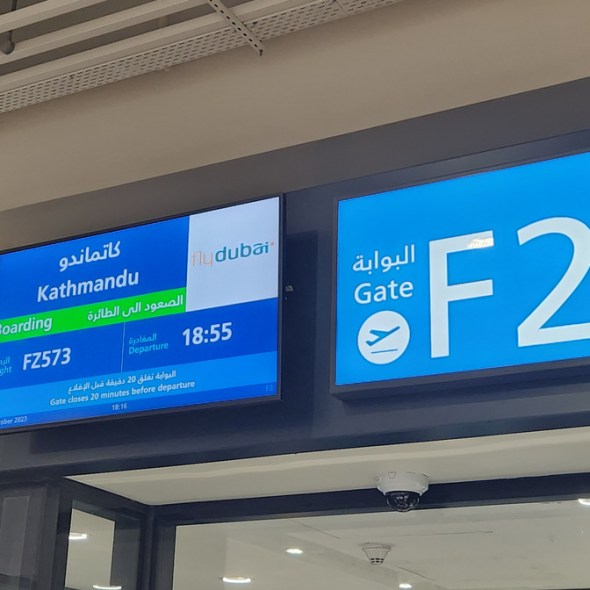 كاتماندو
Kathmandu
flydubai
Boarding الصعود الى الطائرة
FZ573
المغادرة
Departure
18:55
البوابة تغلق 20 دقيقة قبل الإقلاع
Gate closes 20 minutes before departure
18:16
2023
البوابة
Gate
F2